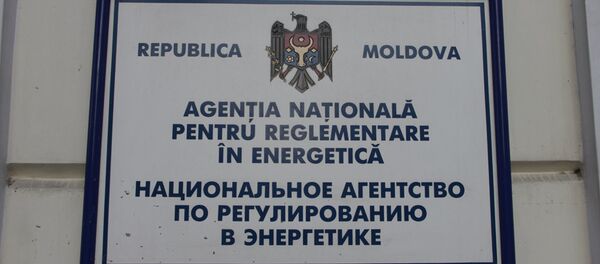 REPUBLICA MOLDOVA
AGENȚIA NAȚIONALĂ
PENTRU REGLEMENTARE
ÎN ENERGETICĂ
НАЦИОНАЛЬНОЕ АГЕНТСТВО
ПО РЕГУЛИРОВАНИЮ
В ЭНЕРГЕТИКЕ